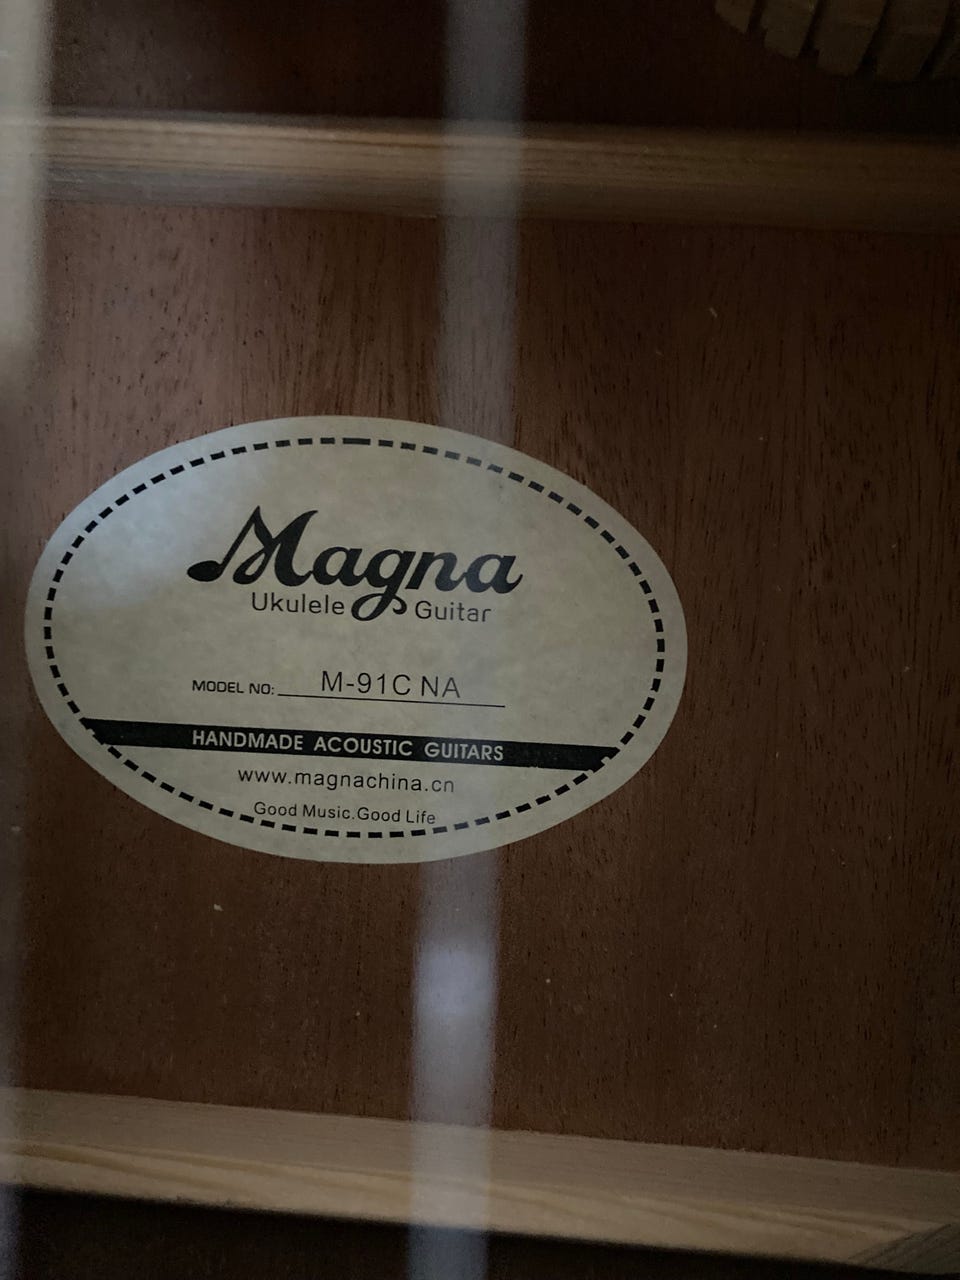 Magna
Ukulele Guitar
MODEL NO: M-91C NA
HANDMADE ACOUSTIC GUITARS
www.magnachina.cn
Good Music.Good Life